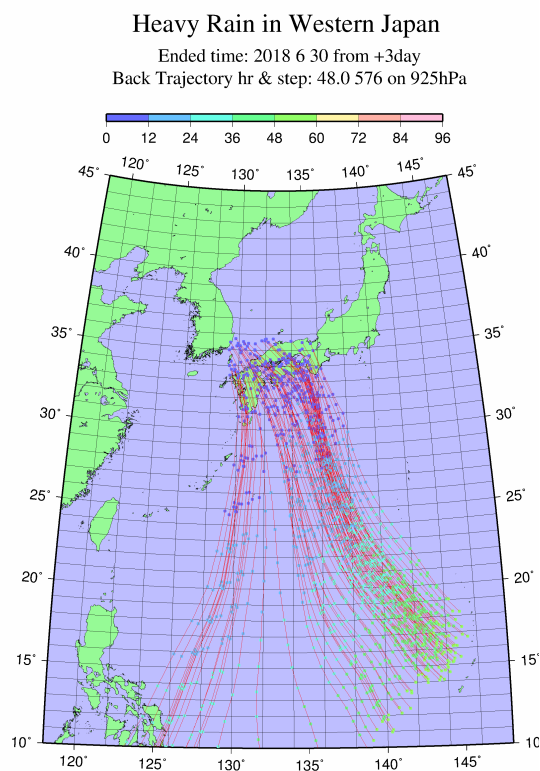 Heavy Rain in Western Japan
Ended time: 2018 6 30 from +3day
Back Trajectory hr & step: 48.0 576 on 925hPa
0 12 24 36 48 60 72 84 96
120˚ 125˚ 130˚ 135˚ 140˚ 145˚
45˚ 45˚
40˚ 40˚
35˚ 35˚
30˚ 30˚
25˚ 25˚
20˚ 20˚
15˚ 15˚
10˚ 10˚
120˚ 125˚ 130˚ 135˚ 140˚ 145˚